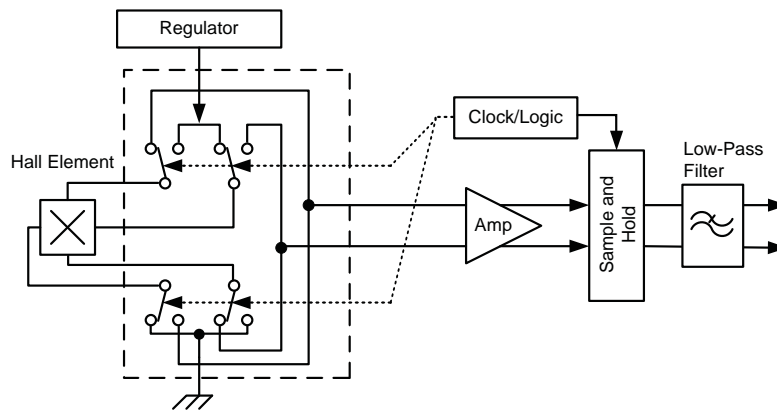 Regulator
Clock/Logic
Hall Element
Low-Pass
Filter
Amp
Sample and
Hold